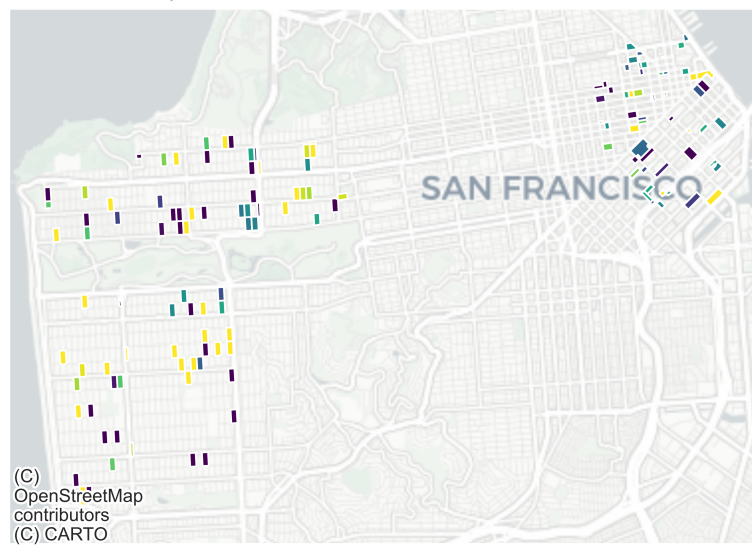 SAN FRANCISCO
(C)
OpenStreetMap
contributors
(C) CARTO